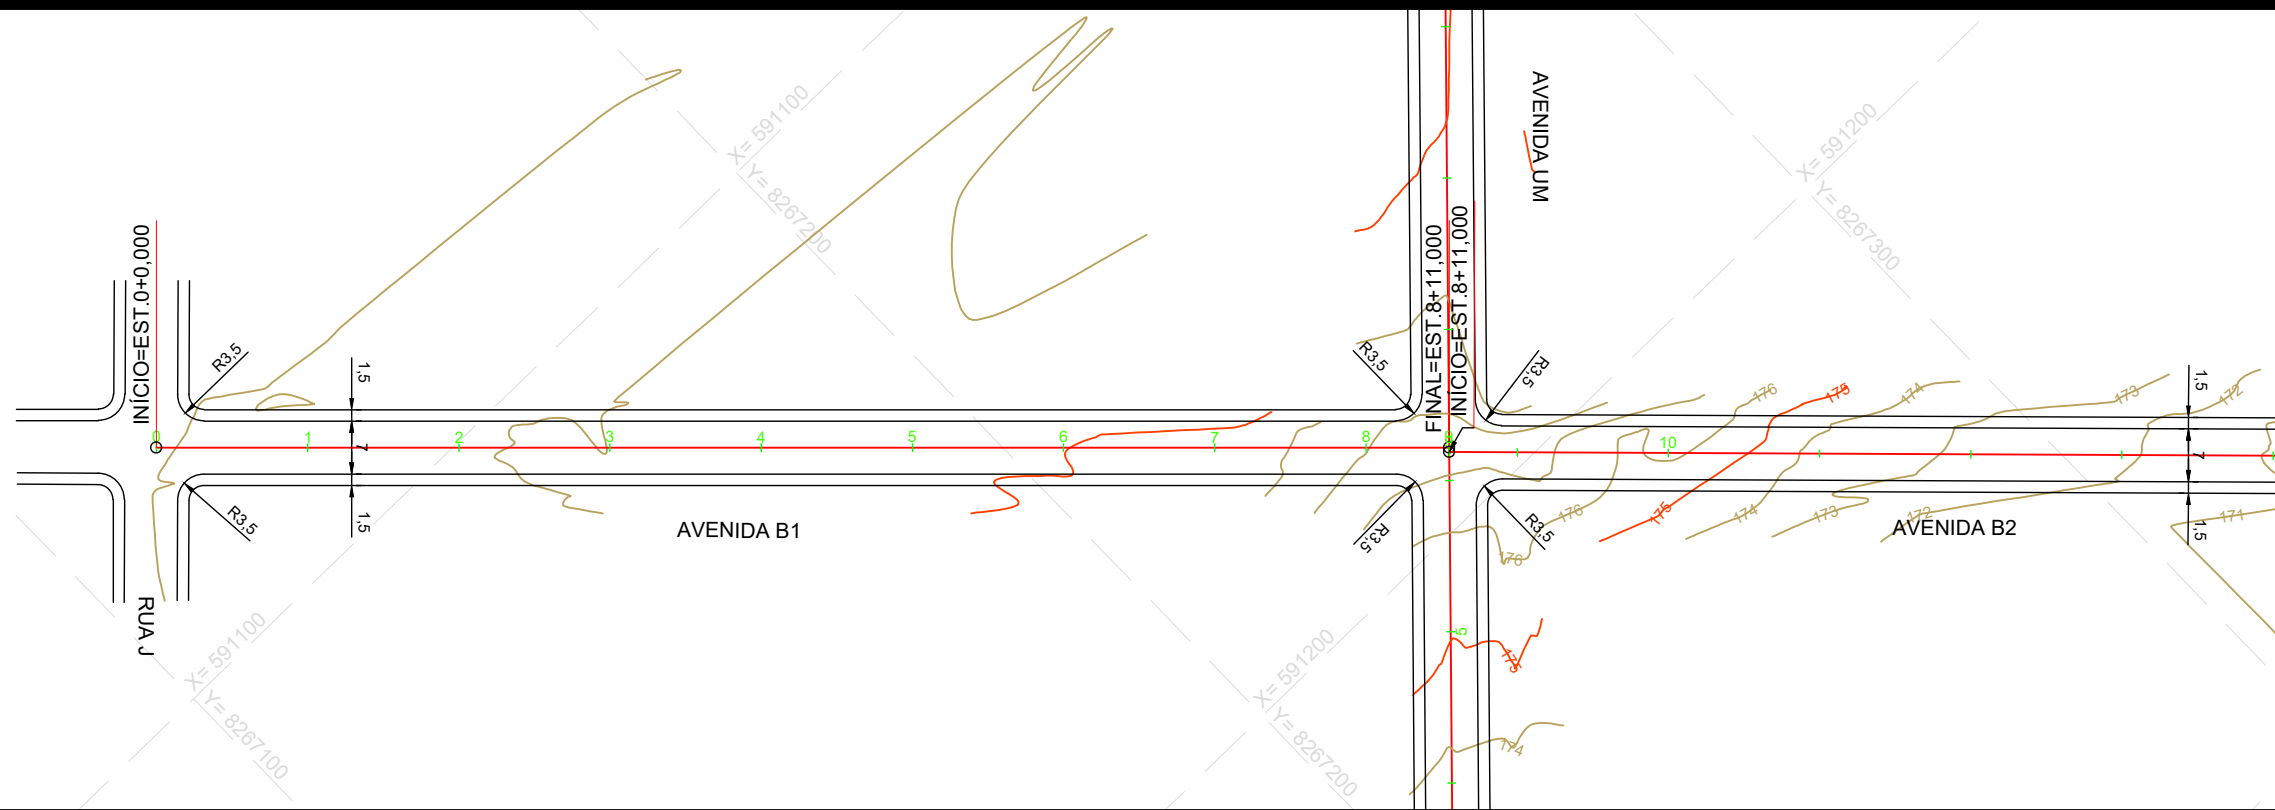 X= 591100
Y= 8267200
AVENIDA UM
X= 591200
Y= 8267300
INÍCIO=EST.0+0,000
FINAL=EST.8+11,000
INÍCIO=EST.8+11,000
R3,5
1,5
R3,5
R3,5
1,5
176
175
174
173
172
0
1
2
3
4
5
6
7
8
10
7
7
R3,5
1,5
AVENIDA B1
R3,5
R3,5
176
175
174
173
172
AVENIDA B2
171
1,5
176
RUA J
X= 591100
Y= 8267100
X= 591200
Y= 8267200
5
175
174